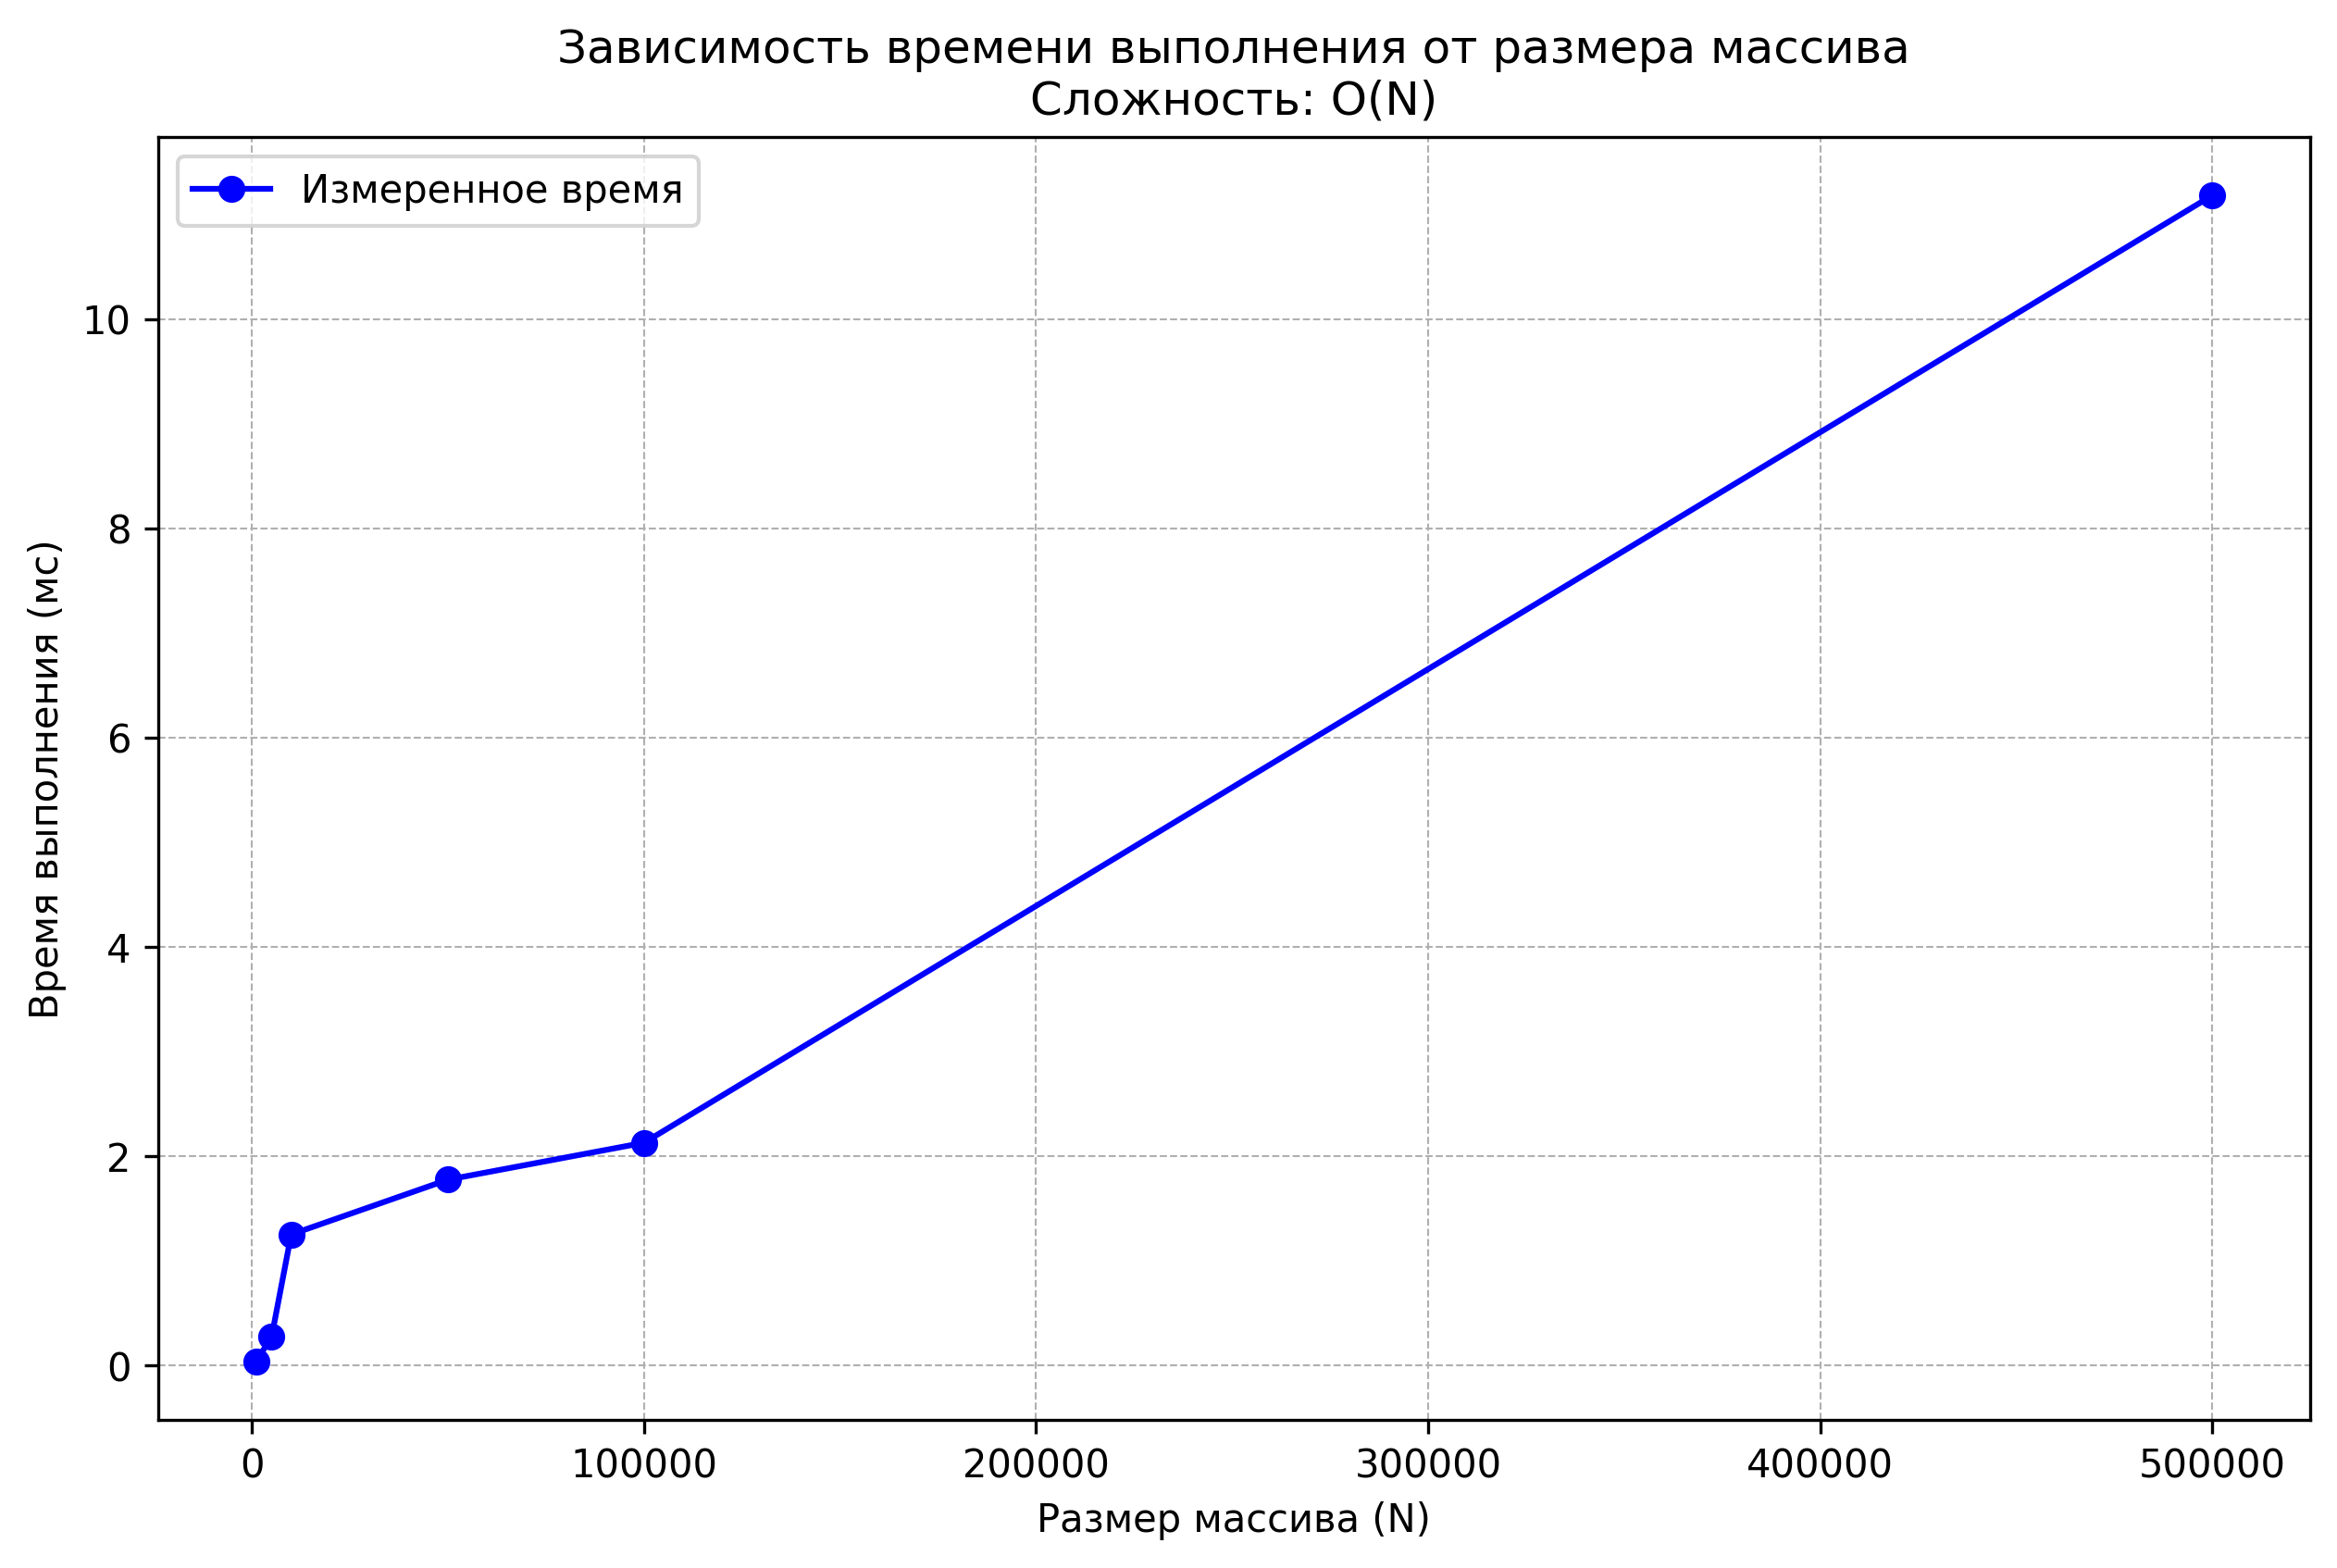 Зависимость времени выполнения от размера массива
Сложность: O(N)
Измеренное время
Время выполнения (мс)
10
8
6
4
2
0
0 100000 200000 300000 400000 500000
Размер массива (N)